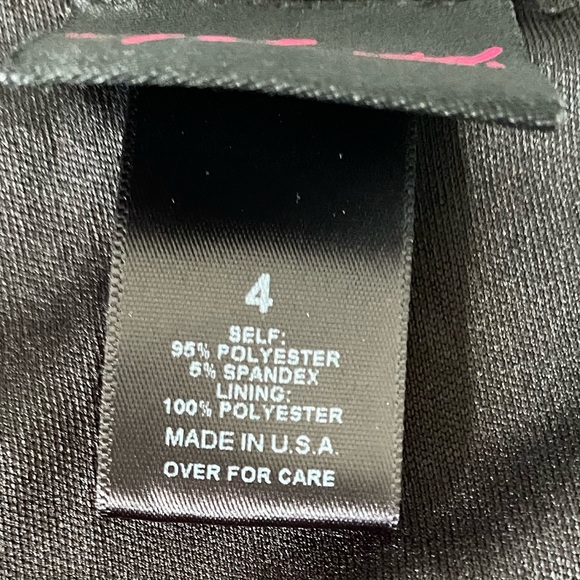 4
SELF:
95% POLYESTER
5% SPANDEX
LINING:
100% POLYESTER
MADE IN U.S.A.
OVER FOR CARE